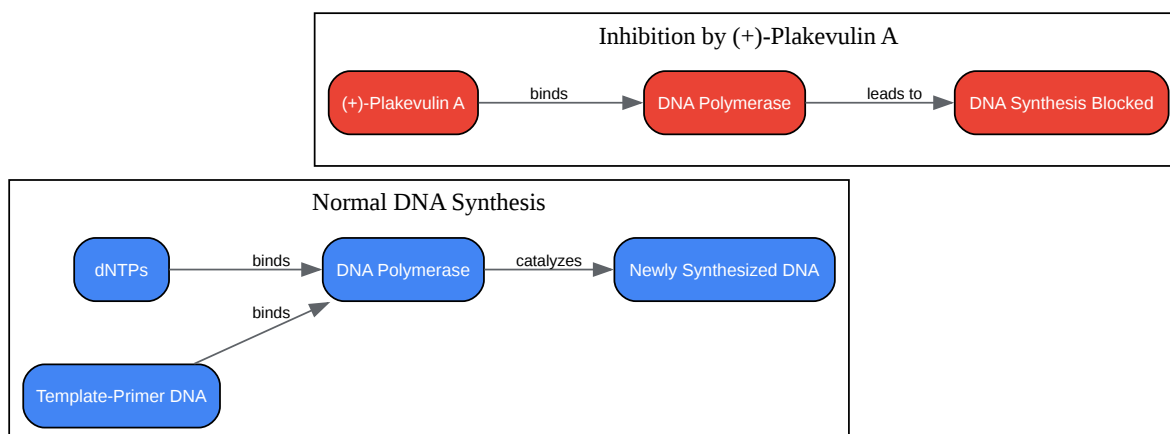 Inhibition by (+)-Plakevulin A
(+)-Plakevulin A
binds
DNA Polymerase
leads to
DNA Synthesis Blocked
Normal DNA Synthesis
dNTPs
binds
DNA Polymerase
catalyzes
Newly Synthesized DNA
binds
Template-Primer DNA